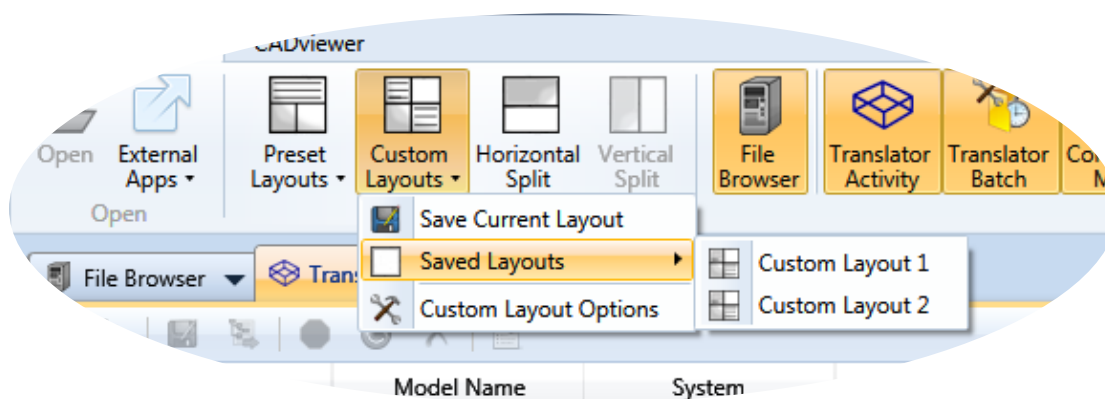 CADviewer
Open
External
Apps
Preset
Layouts
Custom
Layouts
Horizontal
Split
Vertical
Split
File
Browser
Translator
Activity
Translator
Batch
Open
Save Current Layout
Saved Layouts
Custom Layout Options
Custom Layout 1
Custom Layout 2
File Browser
Model Name
System